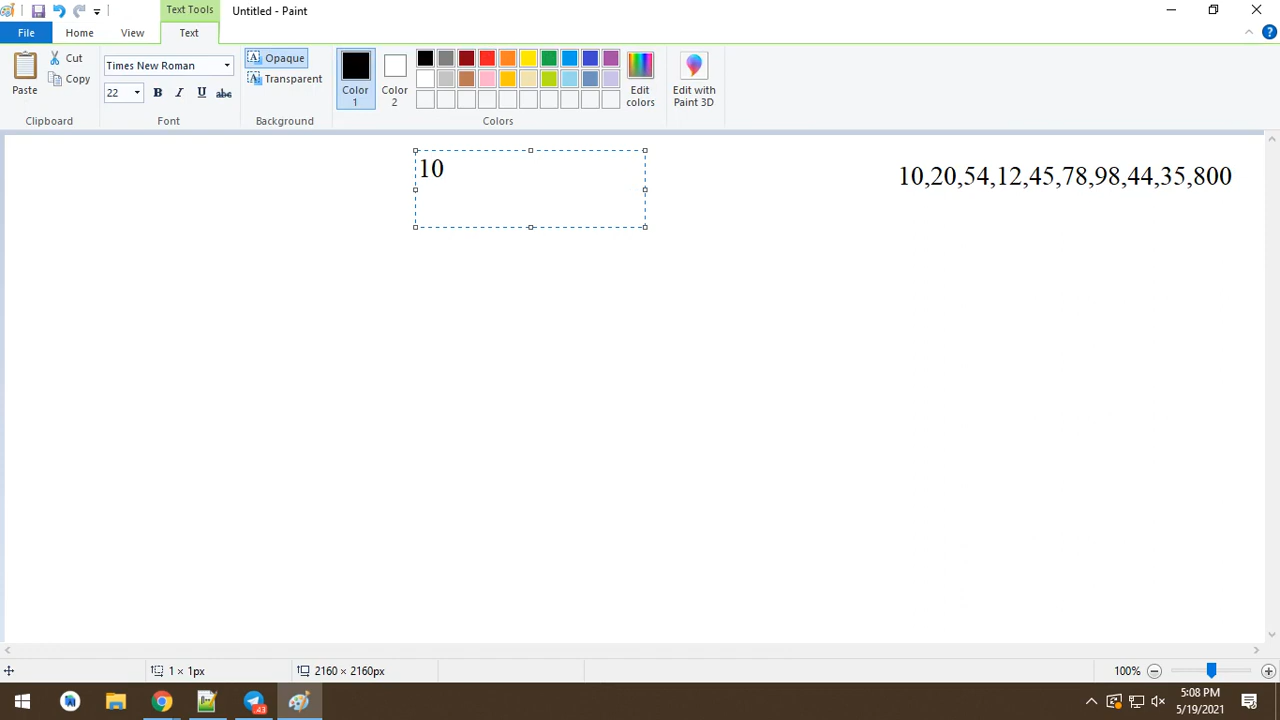 Text Tools
Untitled - Paint
File
Home
View
Text
Paste
Cut
Copy
Clipboard
Times New Roman
22
B I U abc
Font
Opaque
Transparent
Background
Color 1
Color 2
Edit colors
Colors
Edit with Paint 3D
10
10,20,54,12,45,78,98,44,35,800
1 × 1px
2160 × 2160px
100%
43
5:08 PM
5/19/2021